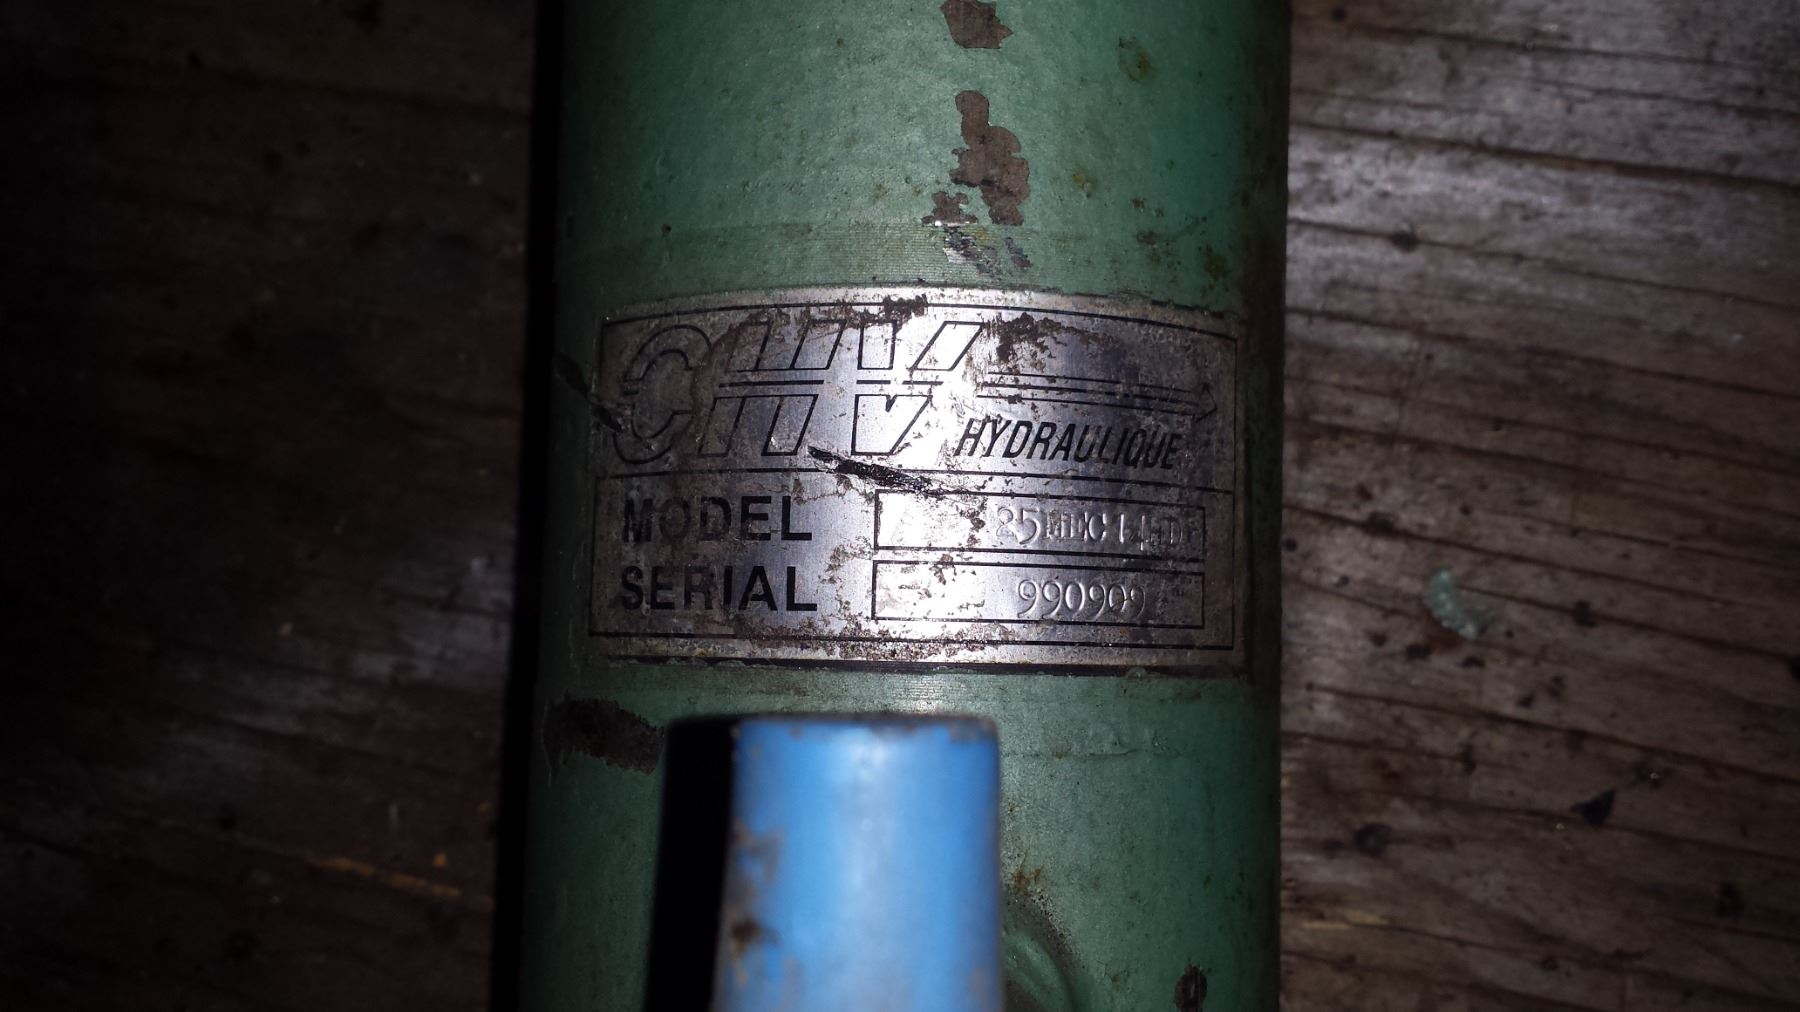 CHV
HYDRAULIQUE
MODEL
SERIAL 990909